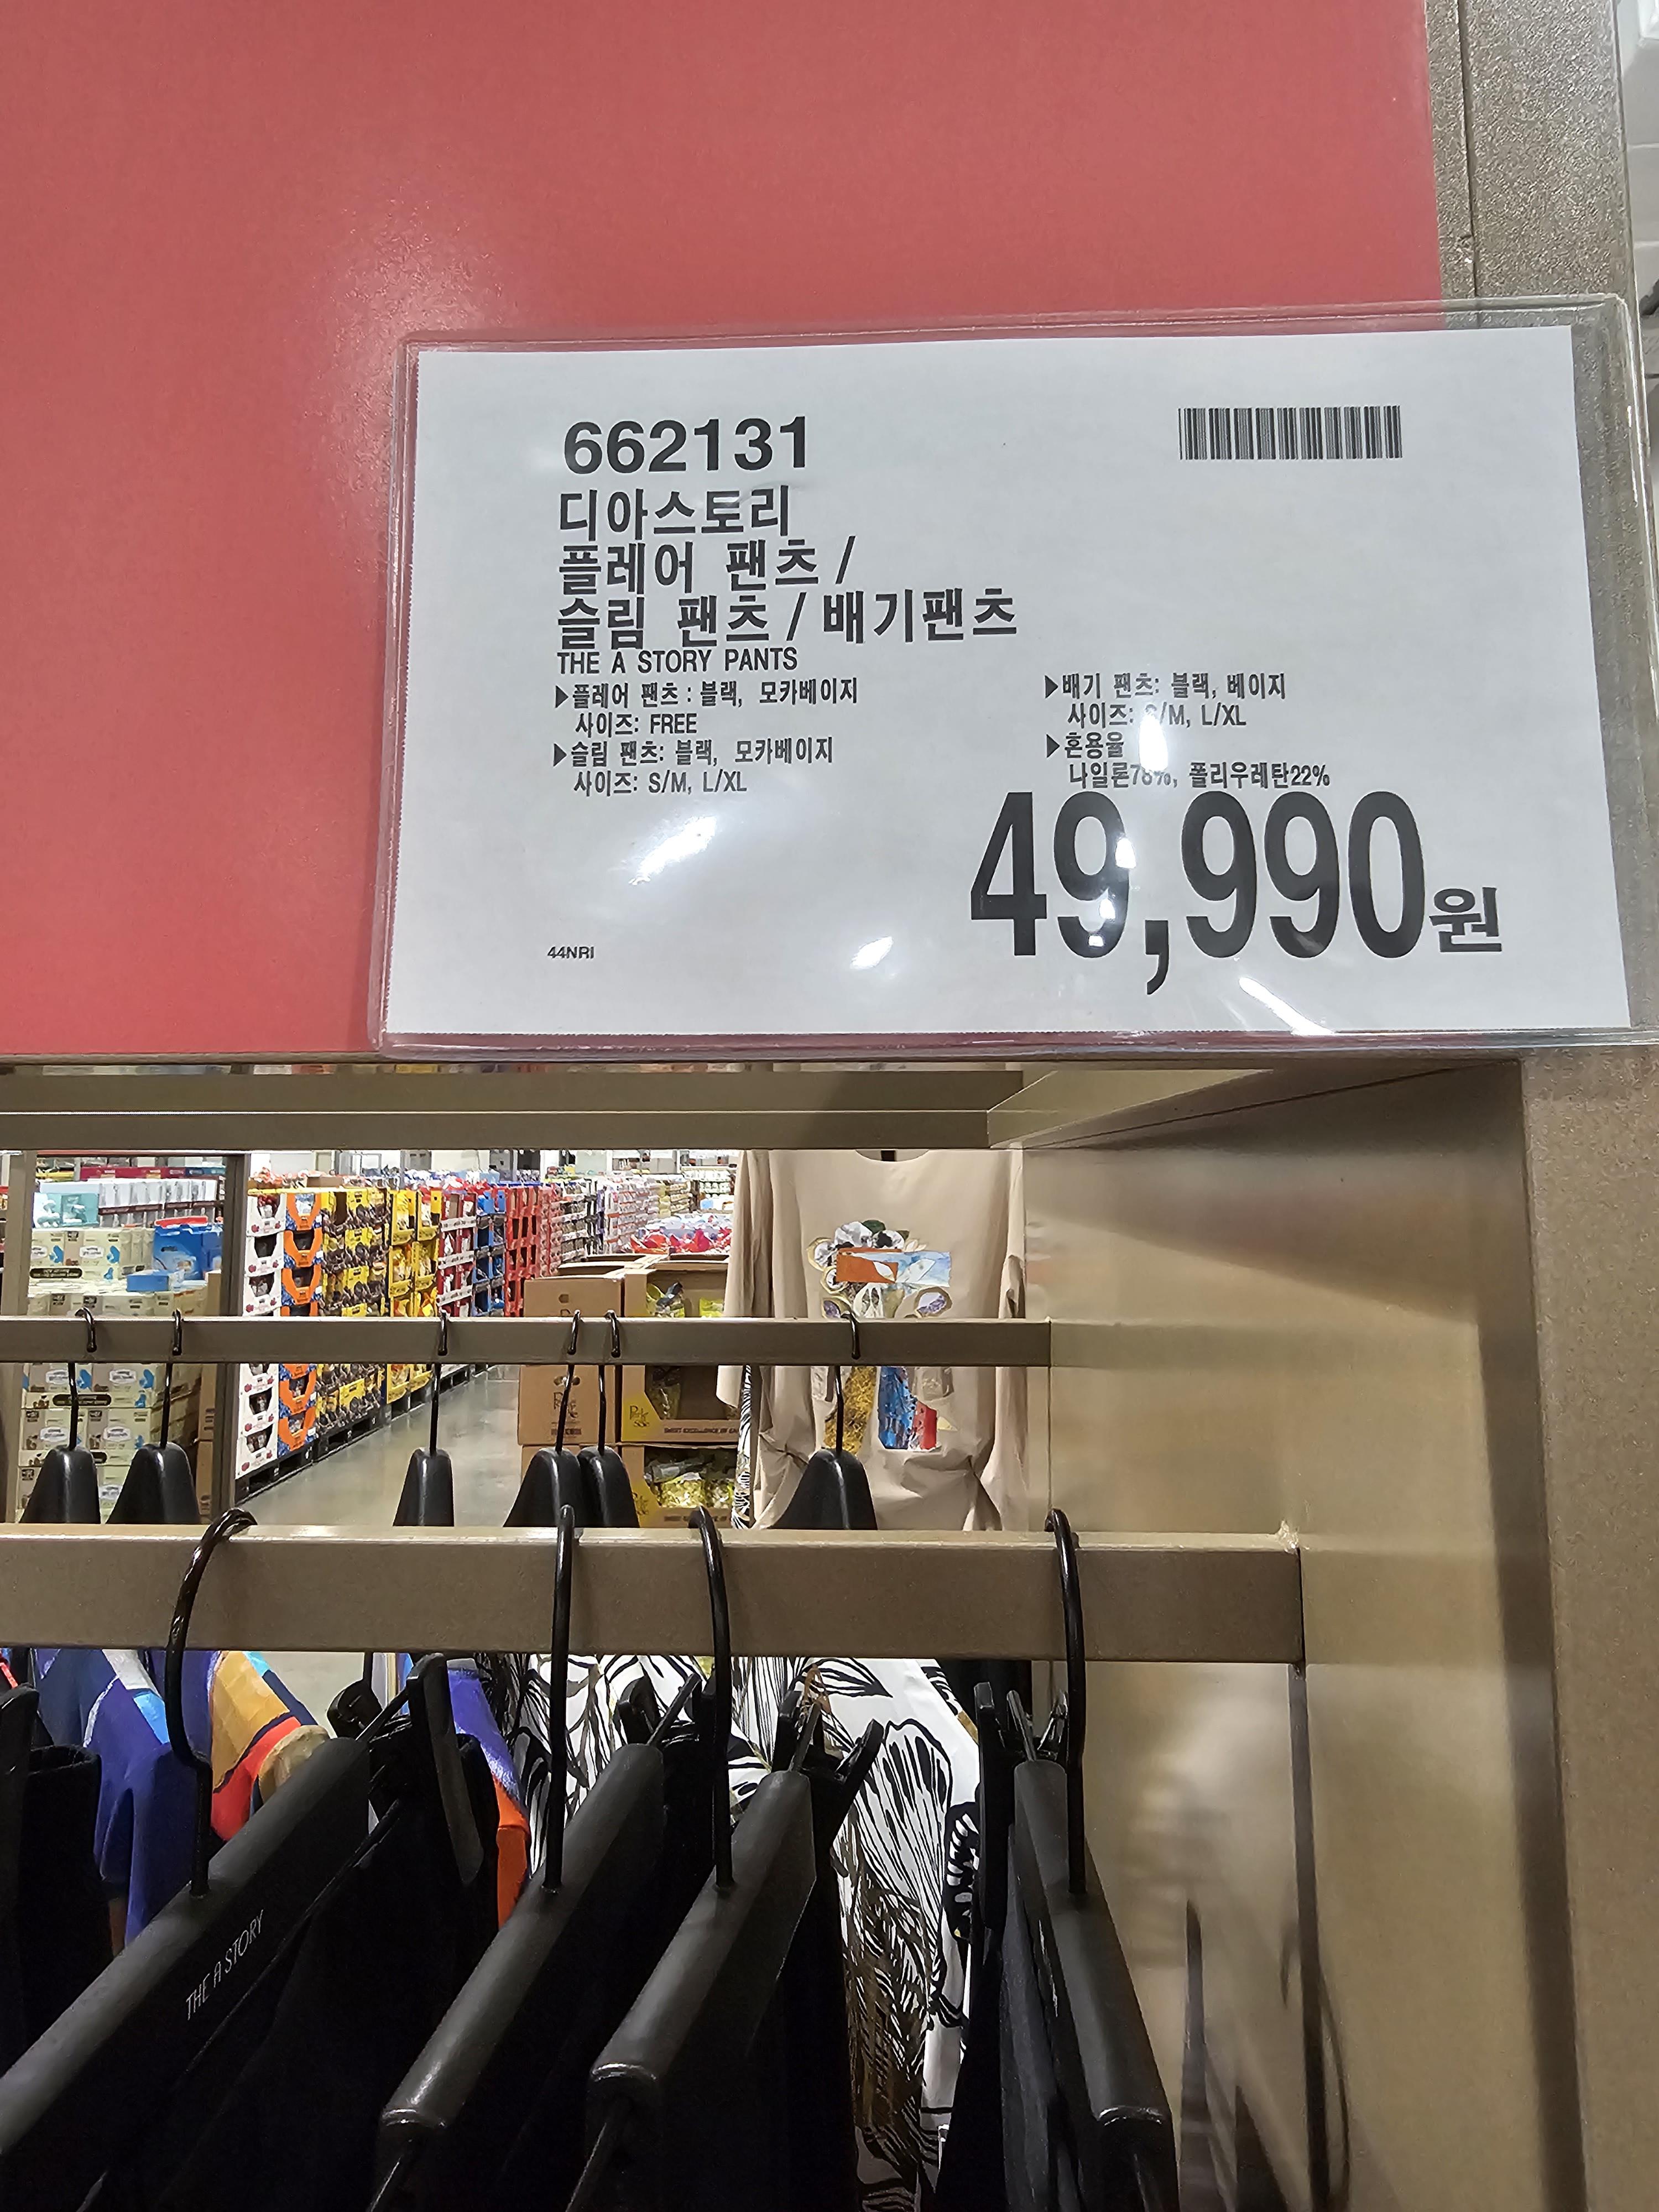 662131
디아스토리
플레어 팬츠 /
슬림 팬츠 / 배기팬츠
THE A STORY PANTS
▶플레어 팬츠 : 블랙, 모카베이지
사이즈: FREE
▶슬림 팬츠: 블랙, 모카베이지
사이즈: S/M, L/XL
▶배기 팬츠: 블랙, 베이지
사이즈: S/M, L/XL
▶혼용율
나일론78%, 폴리우레탄22%
49,990원
44NRI
THE A STORY